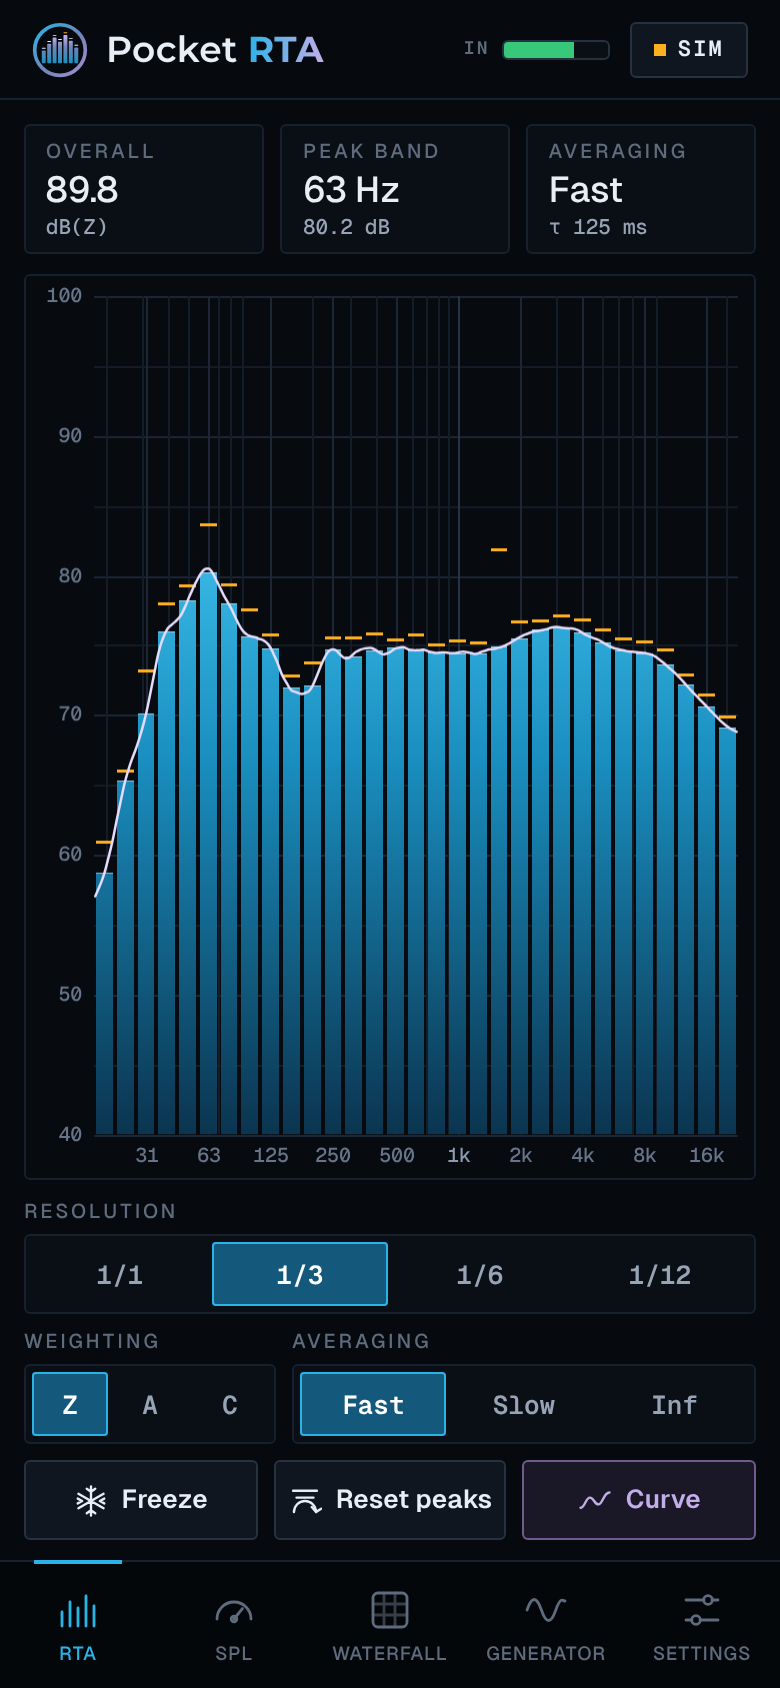 Pocket RTA
IN
SIM
OVERALL
89.8
dB(Z)
PEAK BAND
63 Hz
80.2 dB
AVERAGING
Fast
τ 125 ms
100
90
80
70
60
50
40
31 63 125 250 500 1k 2k 4k 8k 16k
RESOLUTION
1/1 1/3 1/6 1/12
WEIGHTING
Z A C
AVERAGING
Fast Slow Inf
Freeze
Reset peaks
Curve
RTA SPL WATERFALL GENERATOR SETTINGS